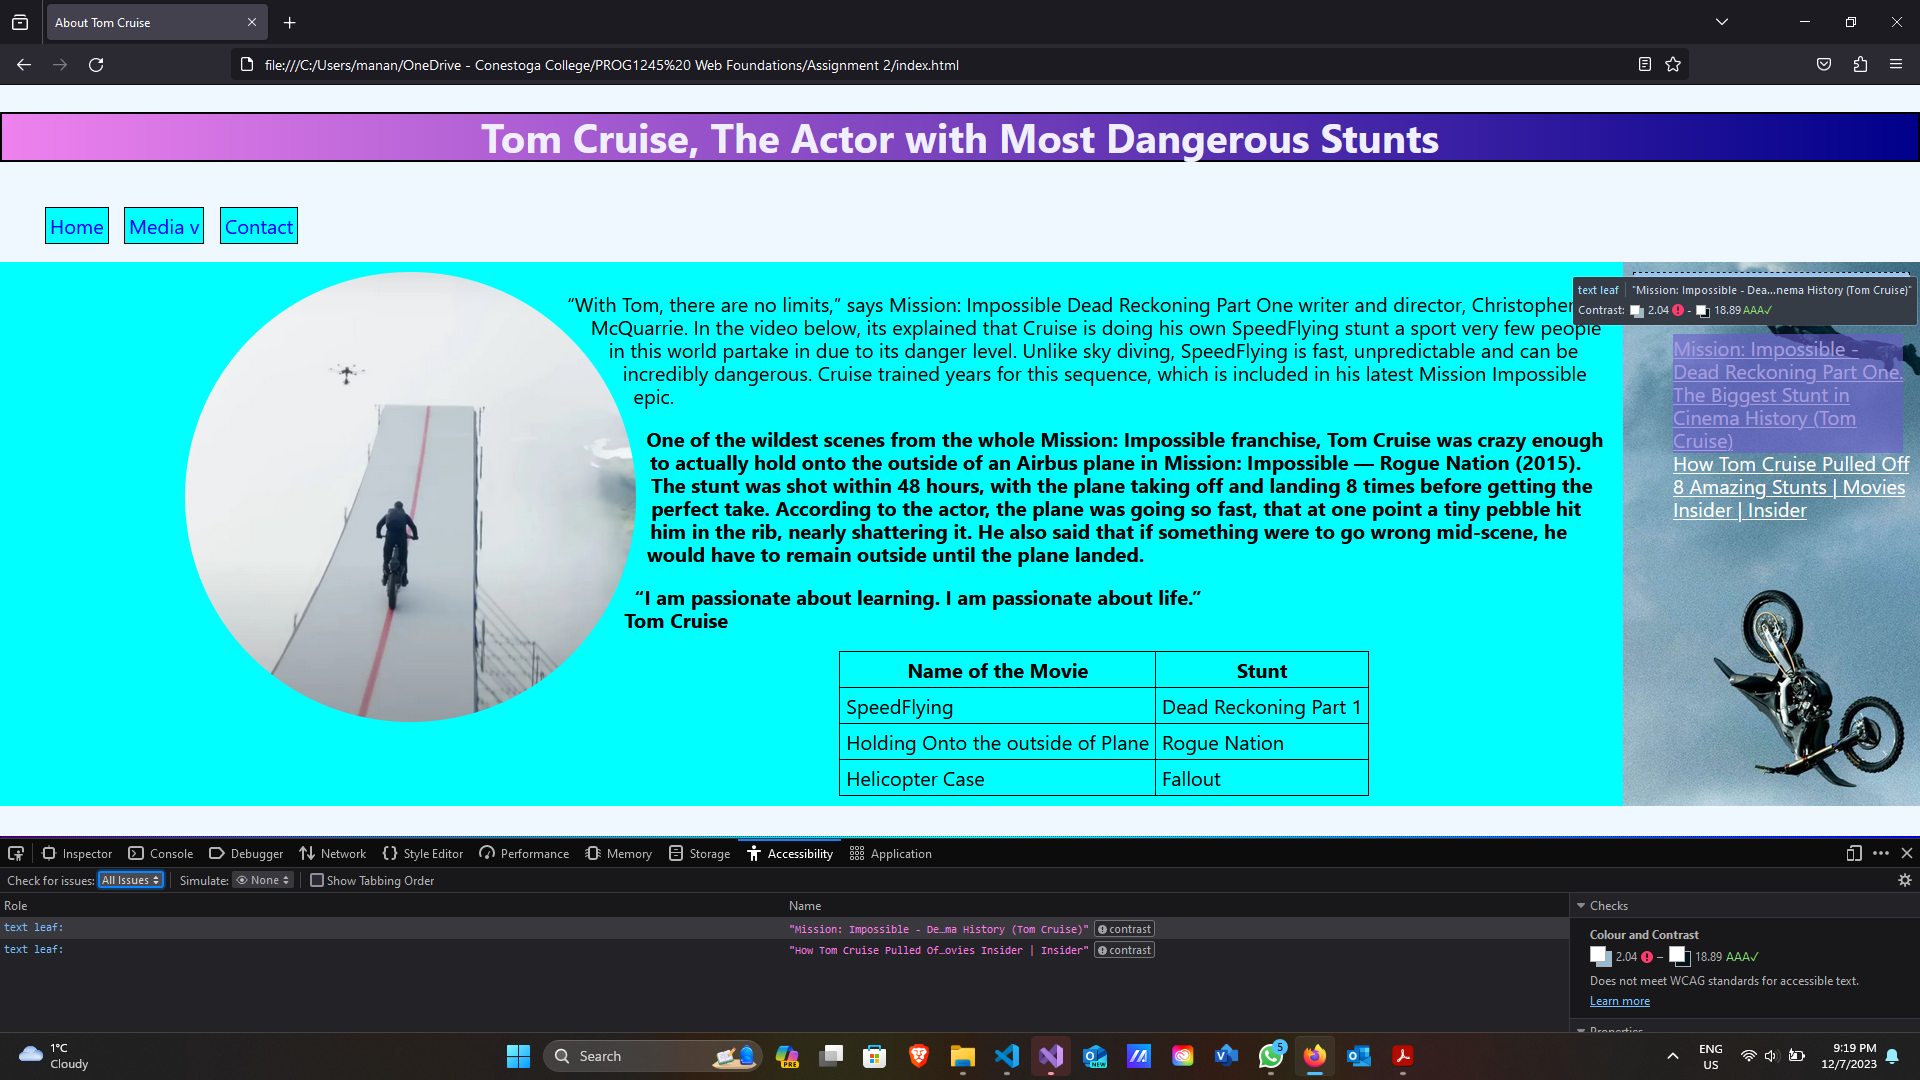 About Tom Cruise
file:///C:/Users/manan/OneDrive - Conestoga College/PROG1245%20 Web Foundations/Assignment 2/index.html
Tom Cruise, The Actor with Most Dangerous Stunts
Home
Media v
Contact
“With Tom, there are no limits,” says Mission: Impossible Dead Reckoning Part One writer and director, Christopher
McQuarrie. In the video below, its explained that Cruise is doing his own SpeedFlying stunt a sport very few people
in this world partake in due to its danger level. Unlike sky diving, SpeedFlying is fast, unpredictable and can be
incredibly dangerous. Cruise trained years for this sequence, which is included in his latest Mission Impossible
epic.
One of the wildest scenes from the whole Mission: Impossible franchise, Tom Cruise was crazy enough
to actually hold onto the outside of an Airbus plane in Mission: Impossible — Rogue Nation (2015).
The stunt was shot within 48 hours, with the plane taking off and landing 8 times before getting the
perfect take. According to the actor, the plane was going so fast, that at one point a tiny pebble hit
him in the rib, nearly shattering it. He also said that if something were to go wrong mid-scene, he
would have to remain outside until the plane landed.
“I am passionate about learning. I am passionate about life.”
Tom Cruise
Name of the Movie Stunt
SpeedFlying Dead Reckoning Part 1
Holding Onto the outside of Plane Rogue Nation
Helicopter Case Fallout
text leaf "Mission: Impossible - Dea...nema History (Tom Cruise)"
Contrast: 2.04 - 18.89 AAA✓
Mission: Impossible -
Dead Reckoning Part One.
The Biggest Stunt in
Cinema History (Tom
Cruise)
How Tom Cruise Pulled Off
8 Amazing Stunts | Movies
Insider | Insider
Inspector
Console
Debugger
Network
Style Editor
Performance
Memory
Storage
Accessibility
Application
Check for issues: All Issues
Simulate: None
Show Tabbing Order
Role Name
text leaf: "Mission: Impossible - De…ma History (Tom Cruise)" contrast
text leaf: "How Tom Cruise Pulled Of…ovies Insider | Insider" contrast
Checks
Colour and Contrast
2.04 – 18.89 AAA✓
Does not meet WCAG standards for accessible text.
Learn more
Properties
1°C
Cloudy
Search
PRE
NEW
5
ENG
US
9:19 PM
12/7/2023